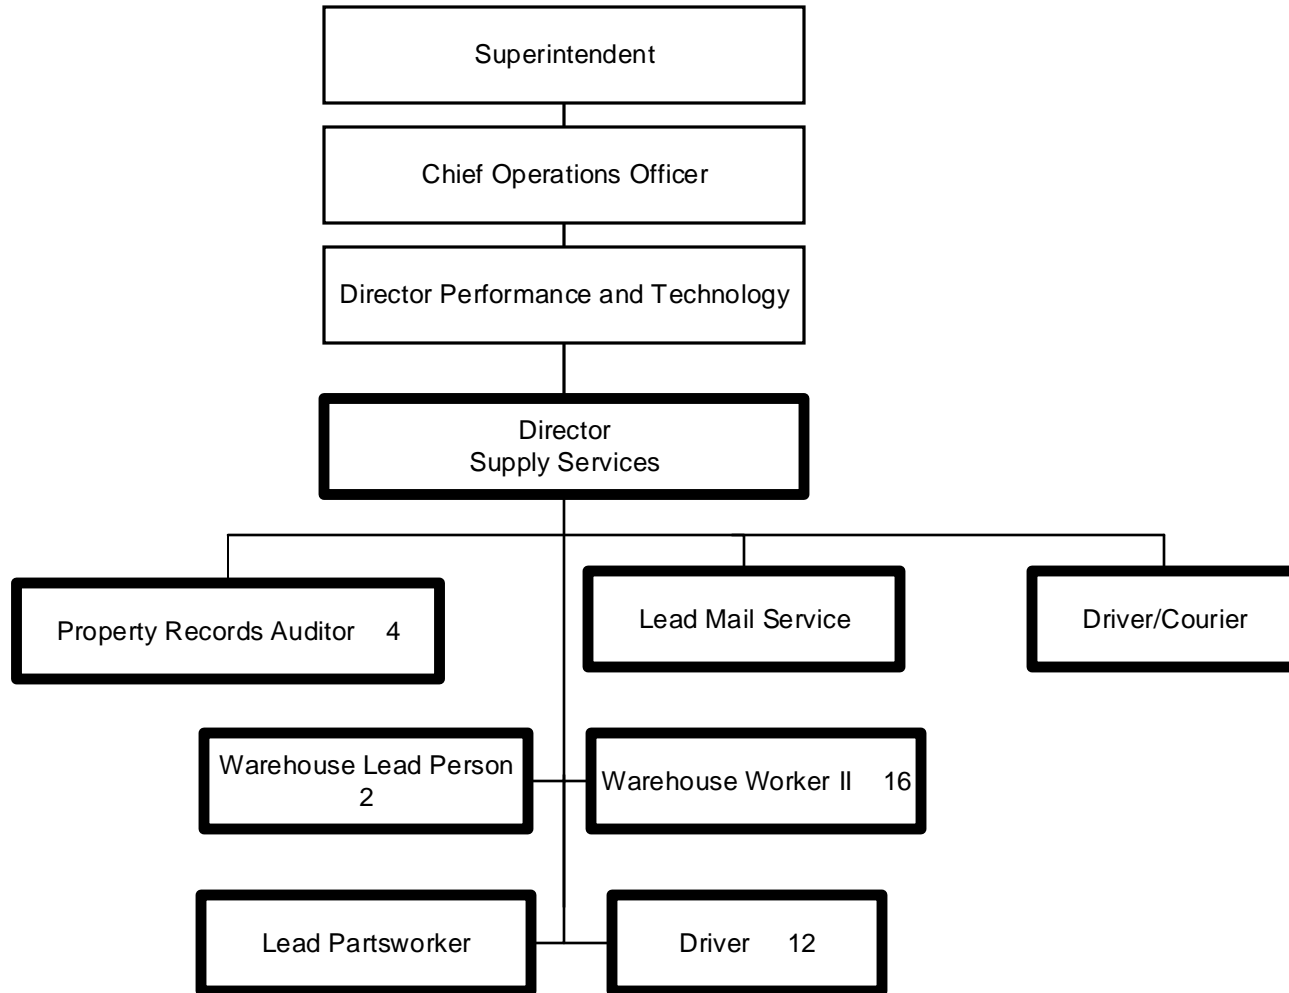 Superintendent
Chief Operations Officer
Director Performance and Technology
Director
Supply Services
Property Records Auditor 4
Lead Mail Service
Driver/Courier
Warehouse Lead Person
2
Warehouse Worker II 16
Lead Partsworker
Driver 12